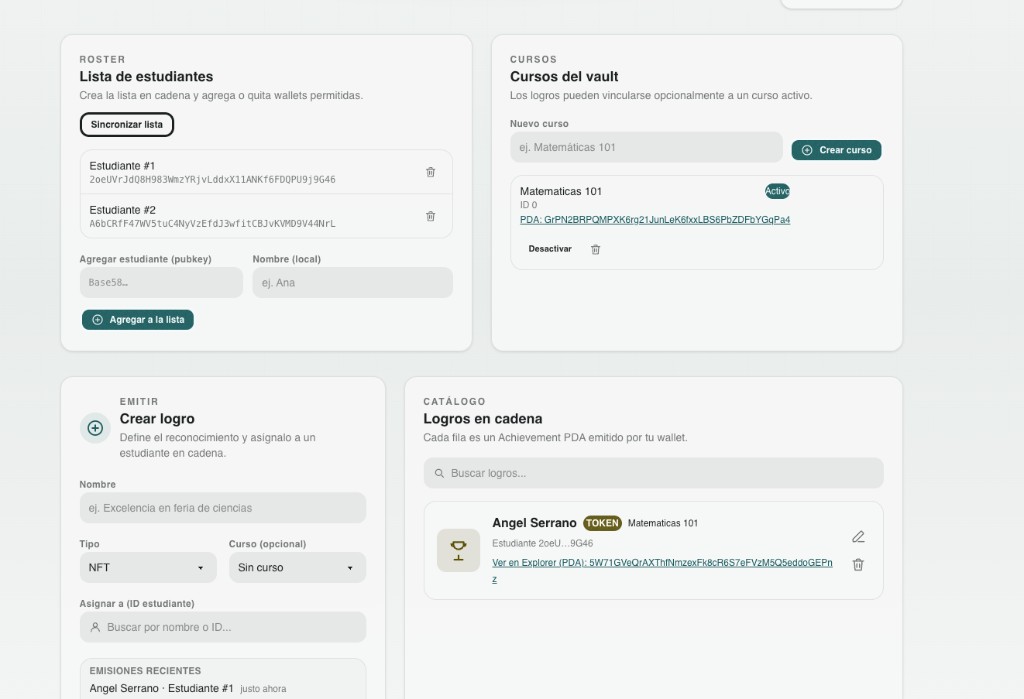 ROSTER
Lista de estudiantes
Crea la lista en cadena y agrega o quita wallets permitidas.
Sincronizar lista
Estudiante #1
2oeUVrJdQ8H983WmzYRjvLddxX11ANKf6FDQPU9j9G46
Estudiante #2
A6bCRfF47WV5tuC4NyVzEfdJ3wfitCBJvKVMD9V44NrL
Agregar estudiante (pubkey)
Nombre (local)
Base58…
ej. Ana
Agregar a la lista
CURSOS
Cursos del vault
Los logros pueden vincularse opcionalmente a un curso activo.
Nuevo curso
ej. Matemáticas 101
Crear curso
Matematicas 101
Activo
ID 0
PDA: GrPN2BRPQMPXK6rg21JunLeK6fxxLBS6PbZDFbYGqPa4
Desactivar
EMITIR
Crear logro
Define el reconocimiento y asígnalo a un
estudiante en cadena.
Nombre
ej. Excelencia en feria de ciencias
Tipo
Curso (opcional)
NFT
Sin curso
Asignar a (ID estudiante)
Buscar por nombre o ID...
EMISIONES RECIENTES
Angel Serrano · Estudiante #1 justo ahora
CATÁLOGO
Logros en cadena
Cada fila es un Achievement PDA emitido por tu wallet.
Buscar logros...
Angel Serrano TOKEN Matematicas 101
Estudiante 2oeU…9G46
Ver en Explorer (PDA): 5W71GVeQrAXThfNmzexFk8cR6S7eFVzM5Q5eddoGEPn
z